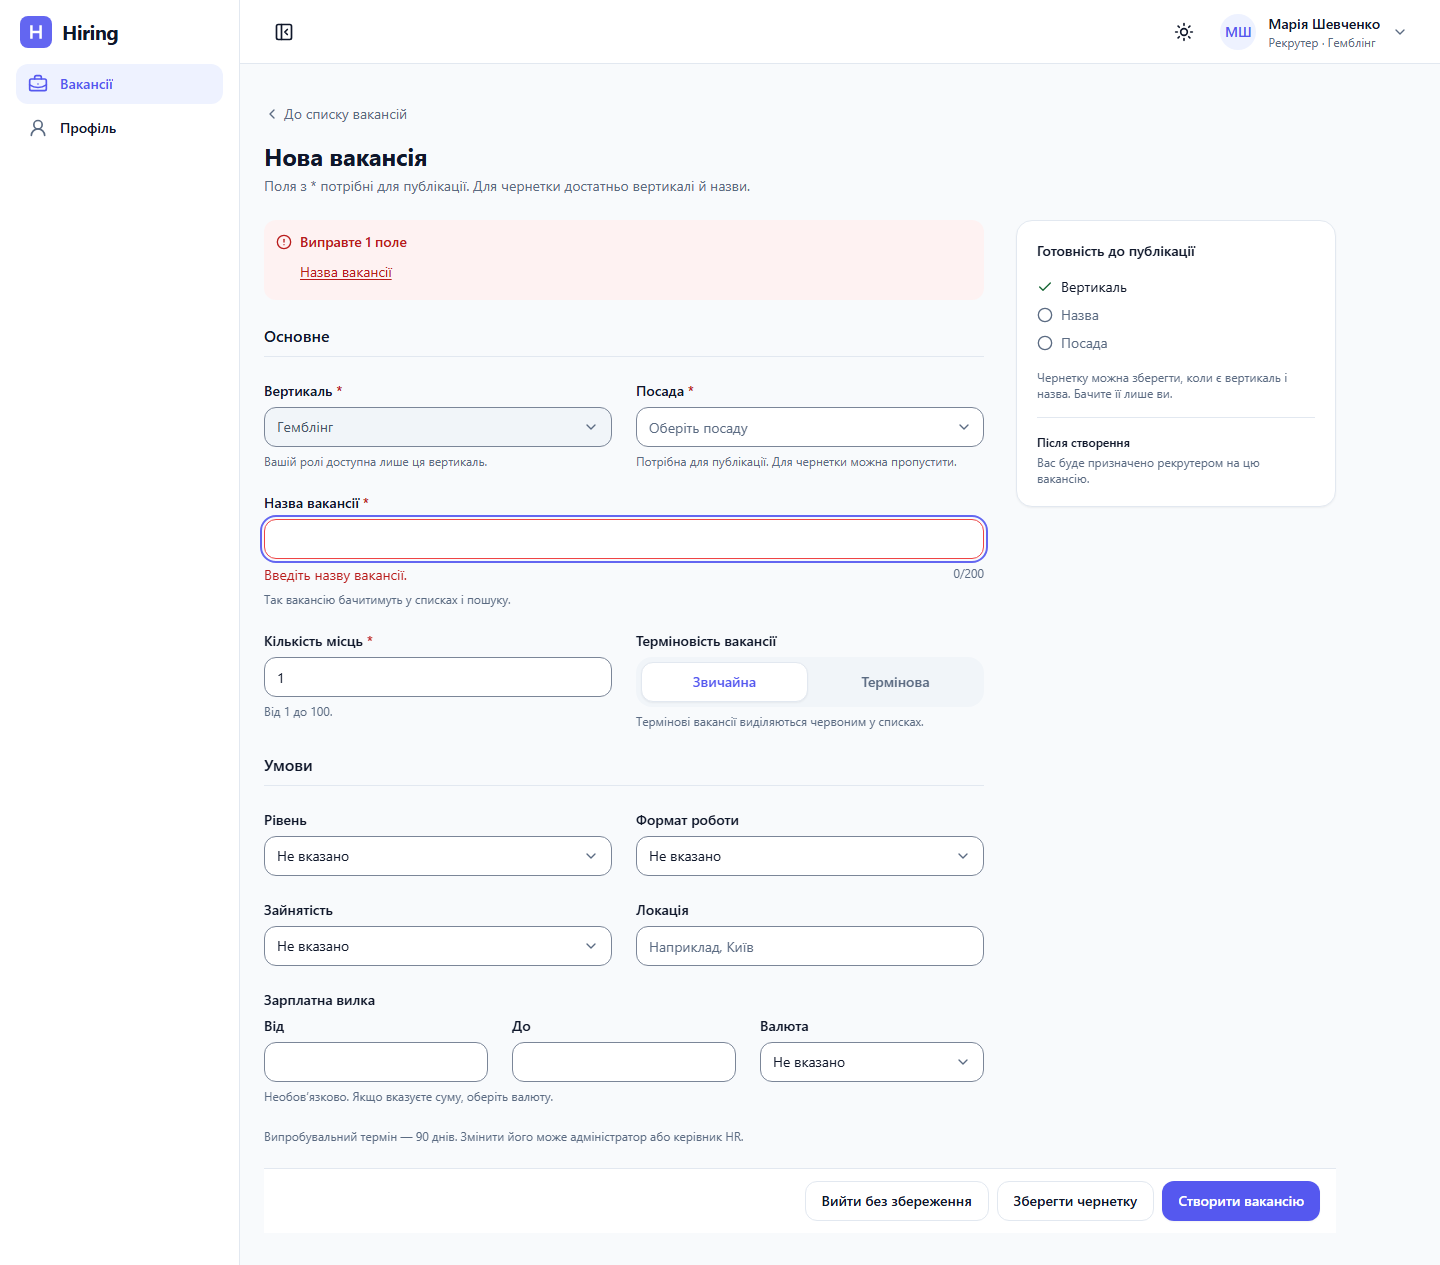 H Hiring
Вакансії
Профіль
МШ
Марія Шевченко
Рекрутер · Гемблінг
До списку вакансій
Нова вакансія
Поля з * потрібні для публікації. Для чернетки достатньо вертикалі й назви.
Виправте 1 поле
Назва вакансії
Основне
Вертикаль *
Гемблінг
Вашій ролі доступна лише ця вертикаль.
Посада *
Оберіть посаду
Потрібна для публікації. Для чернетки можна пропустити.
Назва вакансії *
Введіть назву вакансії.
0/200
Так вакансію бачитимуть у списках і пошуку.
Кількість місць *
1
Від 1 до 100.
Терміновість вакансії
Звичайна
Термінова
Термінові вакансії виділяються червоним у списках.
Умови
Рівень
Не вказано
Формат роботи
Не вказано
Зайнятість
Не вказано
Локація
Наприклад, Київ
Зарплатна вилка
Від
До
Валюта
Не вказано
Необов'язково. Якщо вказуєте суму, оберіть валюту.
Випробувальний термін — 90 днів. Змінити його може адміністратор або керівник HR.
Готовність до публікації
Вертикаль
Назва
Посада
Чернетку можна зберегти, коли є вертикаль і
назва. Бачите її лише ви.
Після створення
Вас буде призначено рекрутером на цю
вакансію.
Вийти без збереження
Зберегти чернетку
Створити вакансію